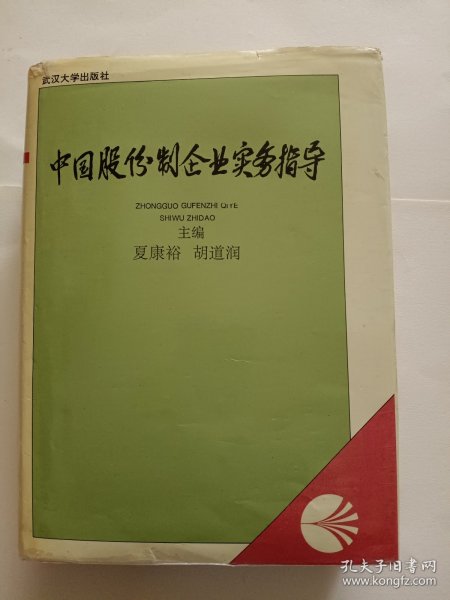 武汉大学出版社
中国股份制企业实务指导
ZHONGGUO GUFENZHI QIYE
SHIWU ZHIDAO
主编
夏康裕 胡道润
孔夫子旧书网
www.kongfz.com